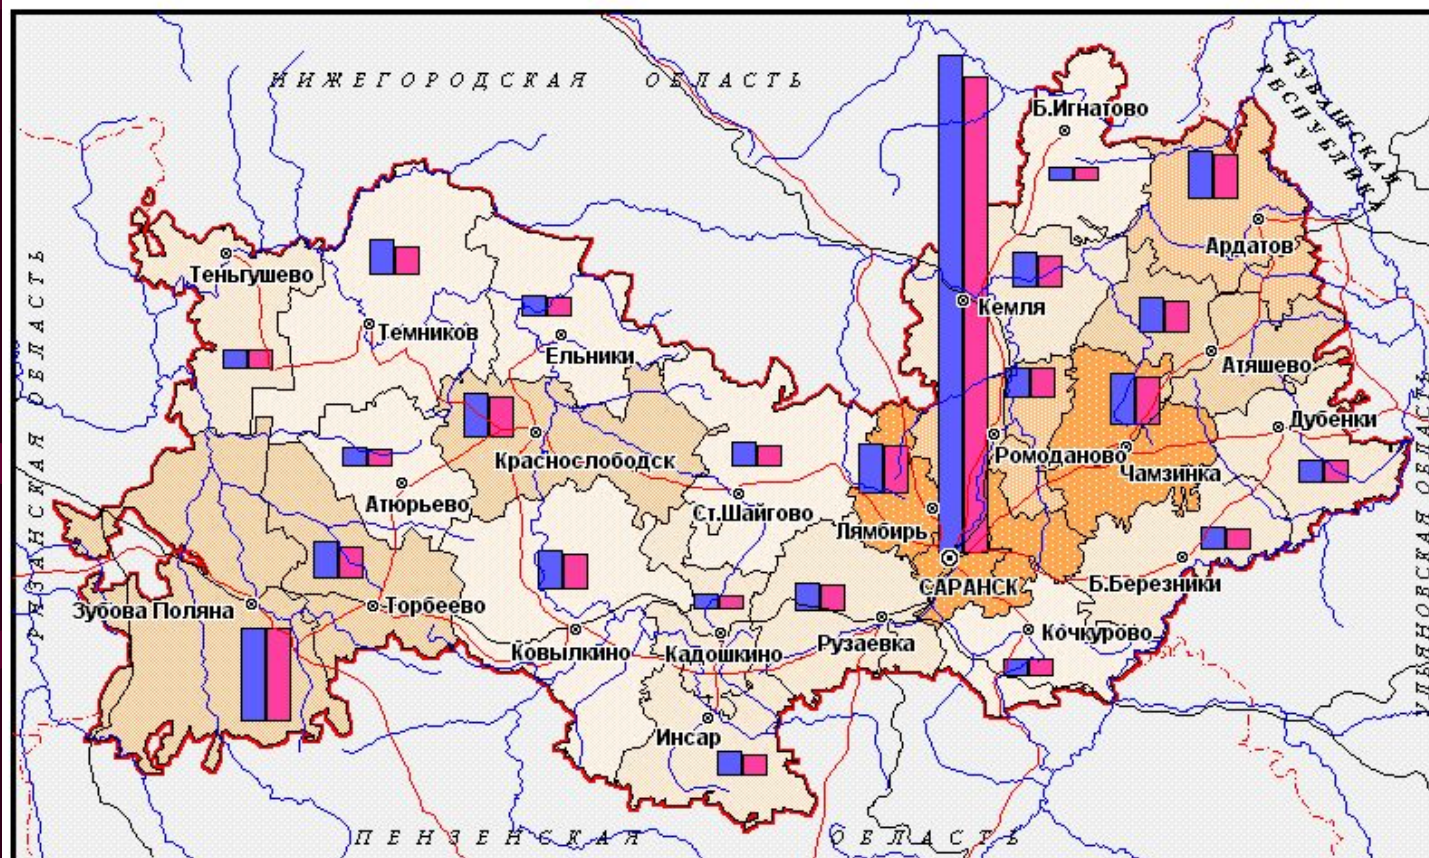 НИЖЕГОРОДСКАЯ ОБЛАСТЬ
ЧУВАШСКАЯ
РЕСПУБЛИКА
Б.Игнатово
Ардатов
Теньгушево
Темников
Кемля
Ельники
Атяшево
РЯЗАНСКАЯ ОБЛАСТЬ
Дубенки
Краснослободск
Ромоданово
Чамзинка
Атюрьево
Ст.Шайгово
Лямбирь
УЛЬЯНОВСКАЯ ОБЛАСТЬ
САРАНСК
Б.Березники
Зубова Поляна
Торбеево
Ковылкино
Кадошкино
Рузаевка
Кочкурово
Инсар
ПЕНЗЕНСКАЯ ОБЛАСТЬ